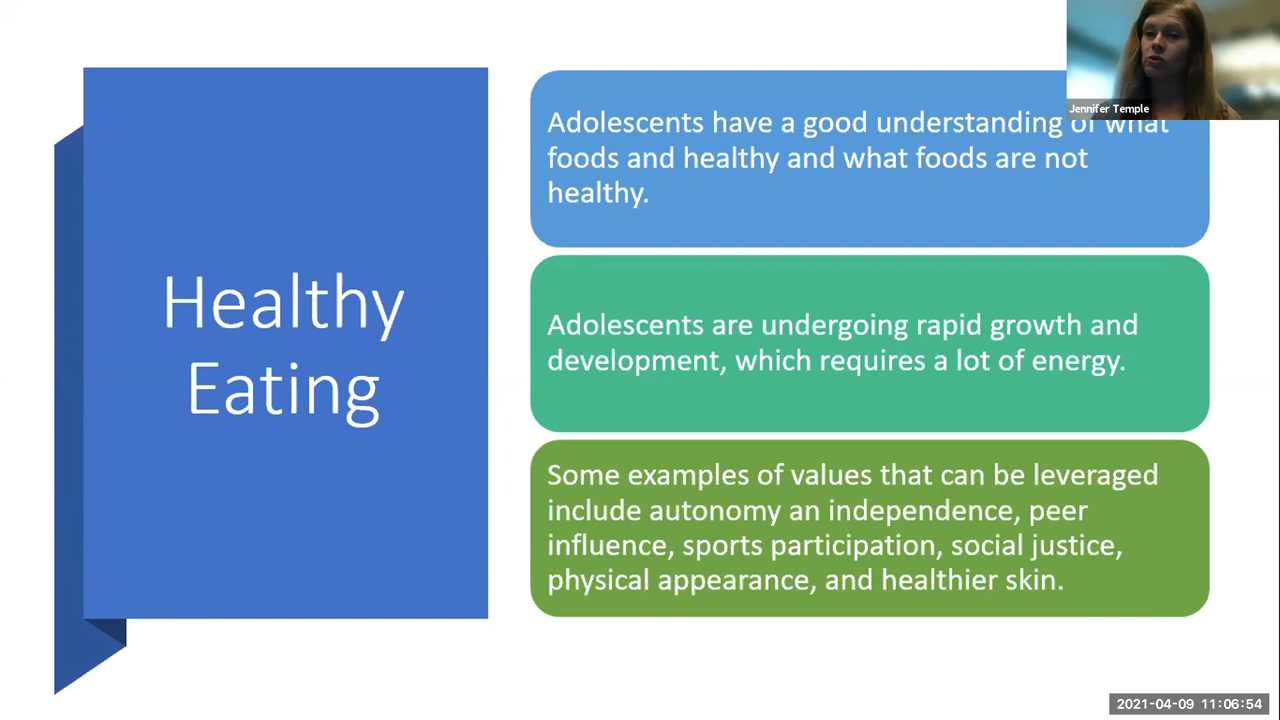 Healthy
Eating
Adolescents have a good understanding of what
foods and healthy and what foods are not
healthy.
Adolescents are undergoing rapid growth and
development, which requires a lot of energy.
Some examples of values that can be leveraged
include autonomy an independence, peer
influence, sports participation, social justice,
physical appearance, and healthier skin.
Jennifer Temple
2021-04-09 11:06:54